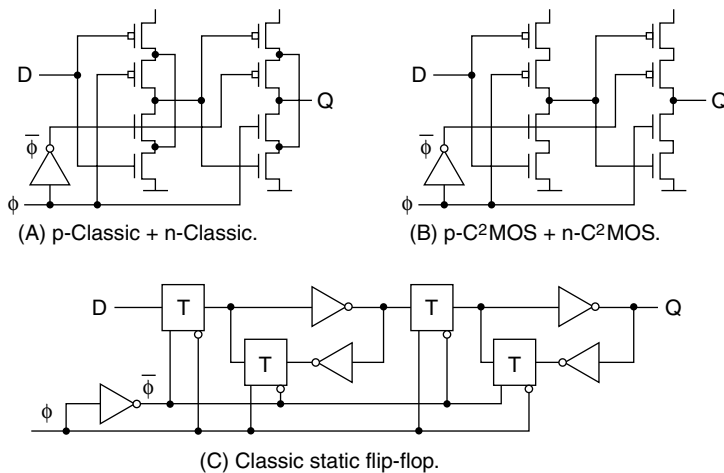 D
Q
φ̅
φ
(A) p-Classic + n-Classic.
D
Q
φ̅
φ
(B) p-C²MOS + n-C²MOS.
D
T
T
Q
T
T
φ̅
φ
(C) Classic static flip-flop.